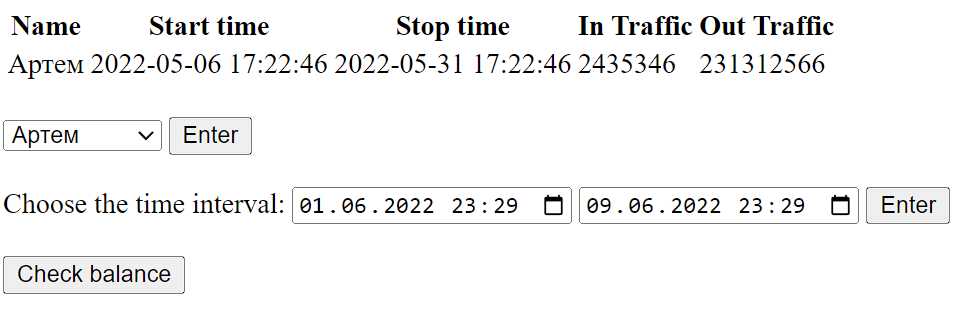 Name Start time Stop time In Traffic Out Traffic
Артем 2022-05-06 17:22:46 2022-05-31 17:22:46 2435346 231312566
Артем Enter
Choose the time interval: 01.06.2022 23:29 09.06.2022 23:29 Enter
Check balance